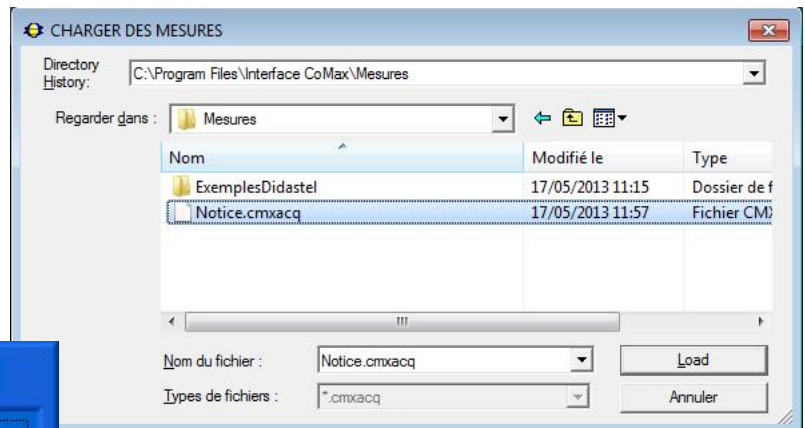 CHARGER DES MESURES
Directory History: C:\Program Files\Interface CoMax\Mesures
Regarder dans : Mesures
Nom Modifié le Type
ExemplesDidastel 17/05/2013 11:15 Dossier de f
Notice.cmxacq 17/05/2013 11:57 Fichier CMX
Nom du fichier : Notice.cmxacq Load
Types de fichiers : *.cmxacq Annuler